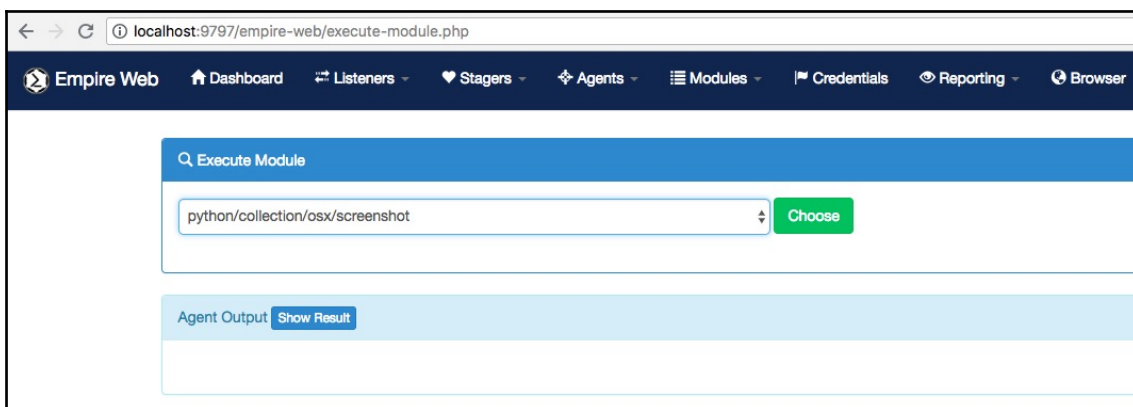 localhost:9797/empire-web/execute-module.php
Empire Web Dashboard Listeners Stagers Agents Modules Credentials Reporting Browser
Execute Module
python/collection/osx/screenshot Choose
Agent Output Show Result